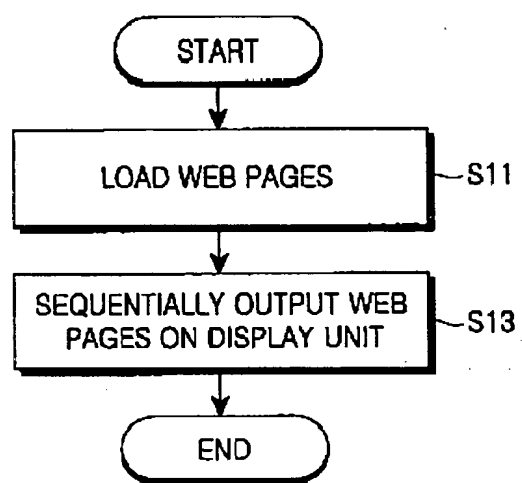 START
LOAD WEB PAGES
S11
SEQUENTIALLY OUTPUT WEB
PAGES ON DISPLAY UNIT
S13
END